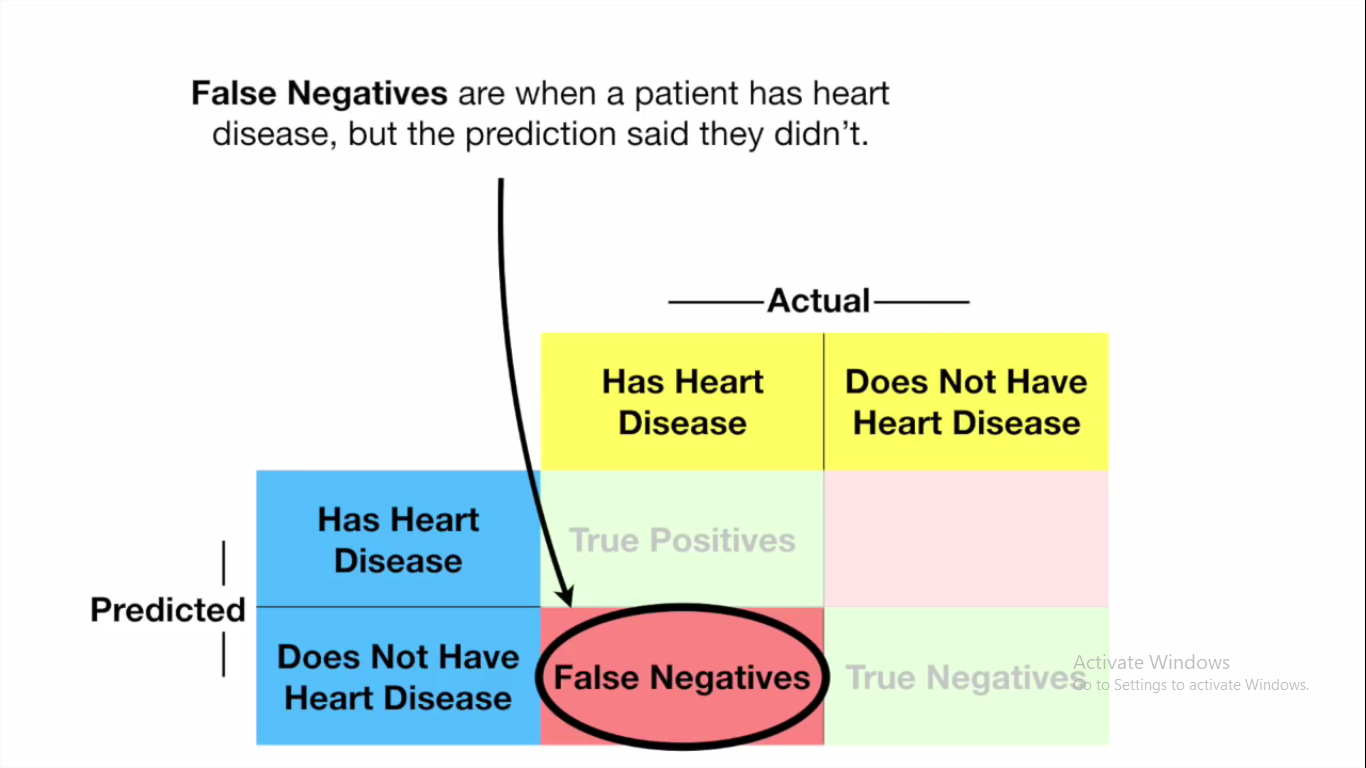 False Negatives are when a patient has heart
disease, but the prediction said they didn't.
Actual
Has Heart
Disease
Does Not Have
Heart Disease
Has Heart
Disease
True Positives
Predicted
Does Not Have
Heart Disease
False Negatives
True Negatives
Activate Windows
Go to Settings to activate Windows.